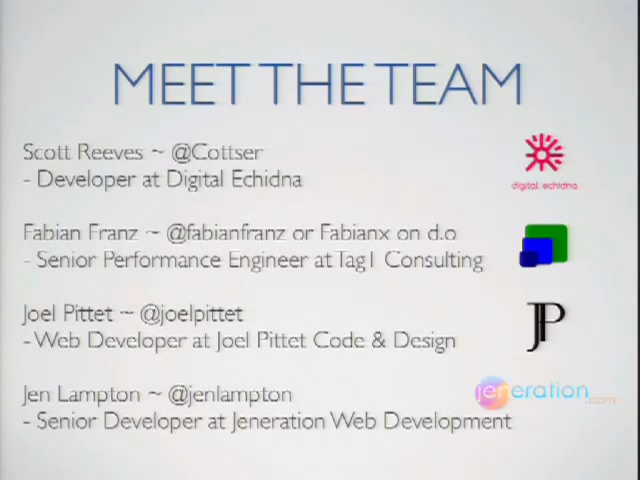 MEET THE TEAM
Scott Reeves ~ @Cottser
- Developer at Digital Echidna
digital echidna
Fabian Franz ~ @fabianfranz or Fabianx on d.o
- Senior Performance Engineer at Tag1 Consulting
Joel Pittet ~ @joelpittet
- Web Developer at Joel Pittet Code & Design
JP
Jen Lampton ~ @jenlampton
- Senior Developer at Jeneration Web Development
jeneration.com